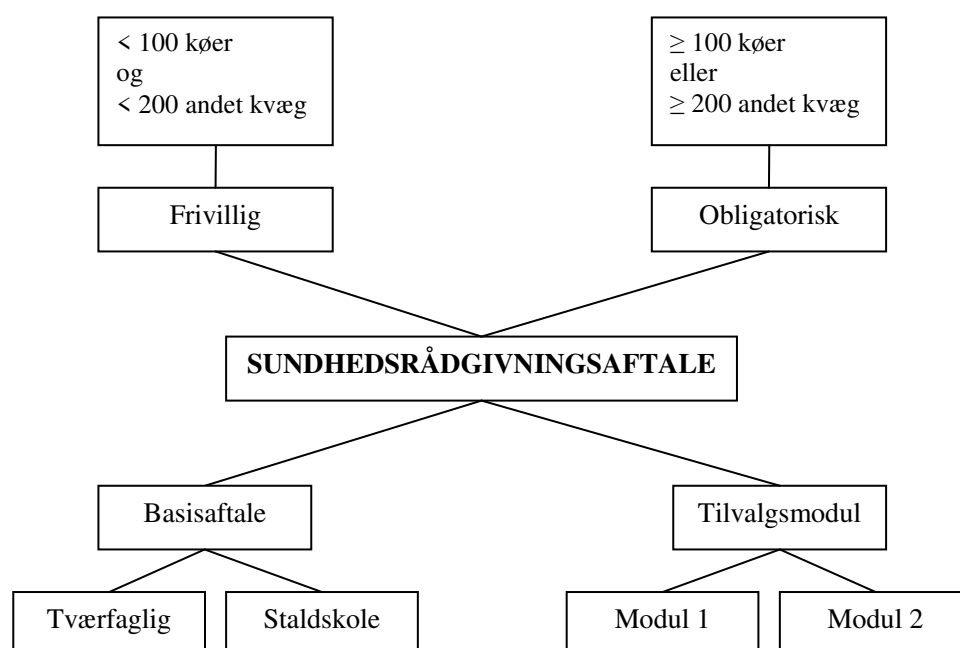 < 100 køer
og
< 200 andet kvæg
≥ 100 køer
eller
≥ 200 andet kvæg
Frivillig
Obligatorisk
SUNDHEDSRÅDGIVNINGSAFTALE
Basisaftale
Tilvalgsmodul
Tværfaglig
Staldskole
Modul 1
Modul 2